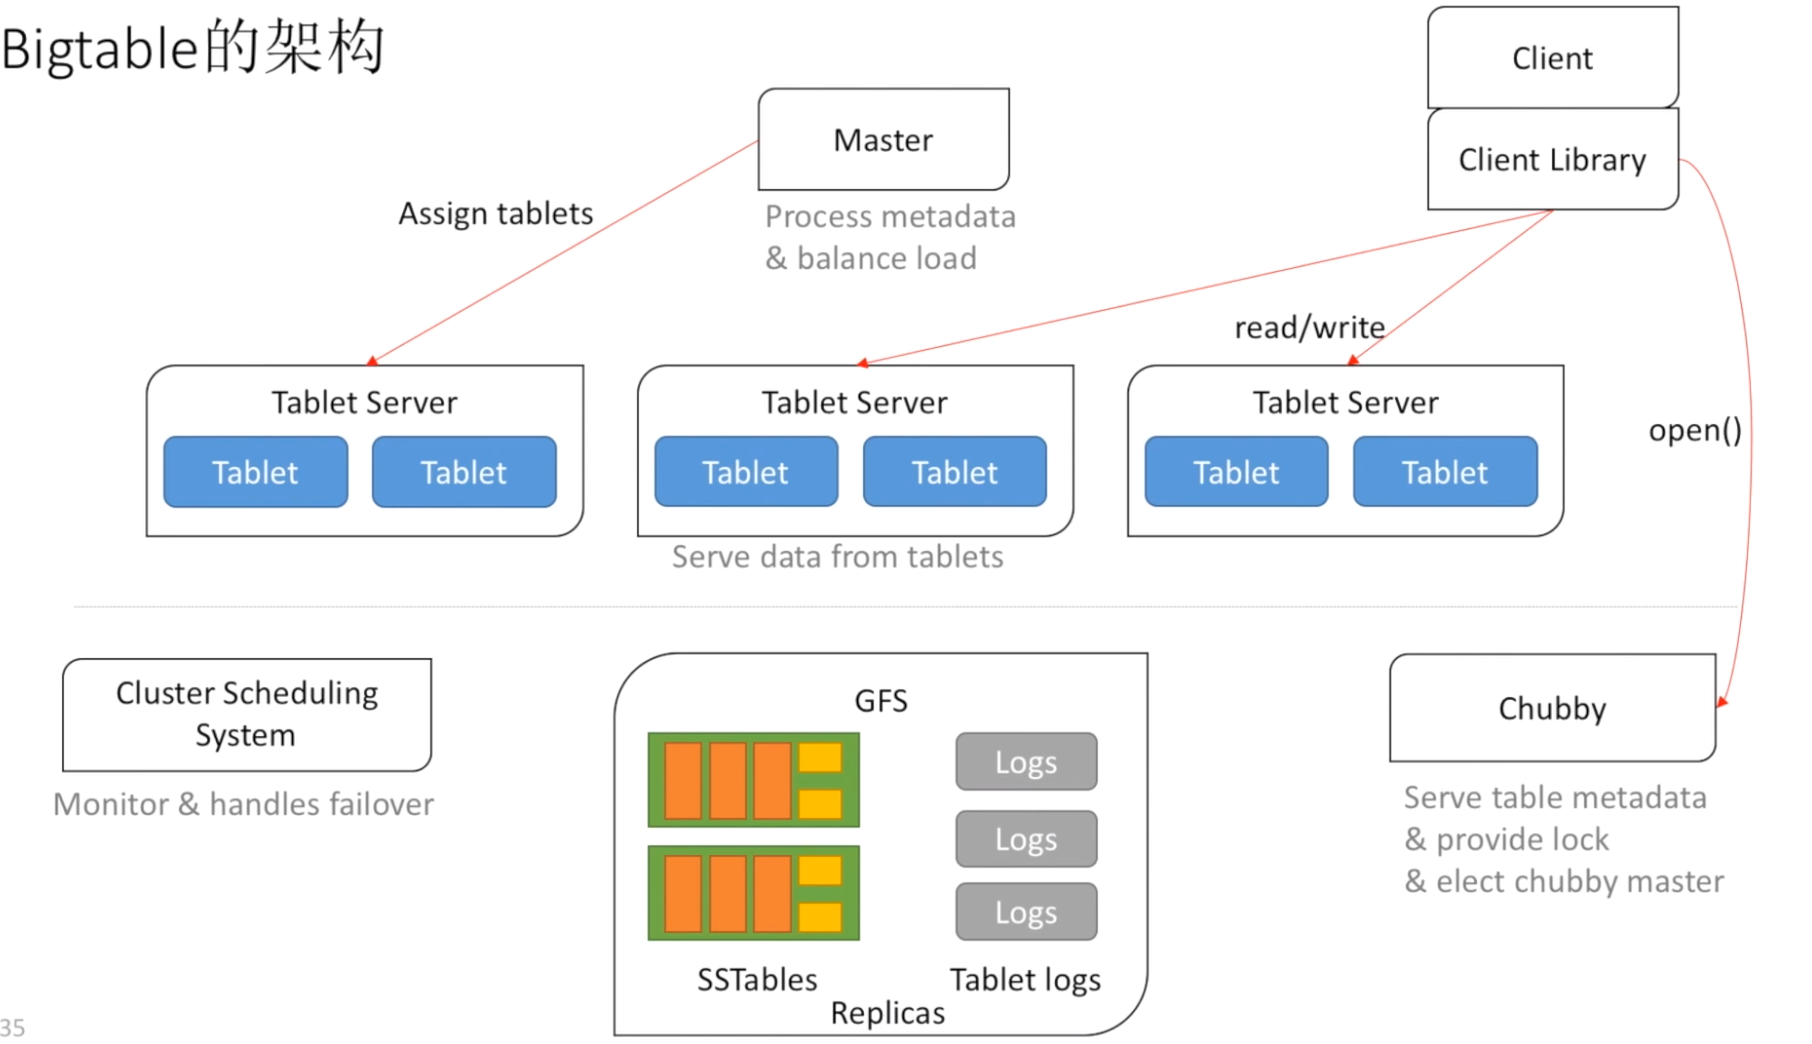 Bigtable的架构
Client
Master
Client Library
Assign tablets
Process metadata
& balance load
read/write
Tablet Server
Tablet
Tablet
Tablet Server
Tablet
Tablet
Tablet Server
Tablet
Tablet
open()
Serve data from tablets
Cluster Scheduling
System
Monitor & handles failover
GFS
Logs
Logs
Logs
SSTables
Tablet logs
Replicas
Chubby
Serve table metadata
& provide lock
& elect chubby master
35